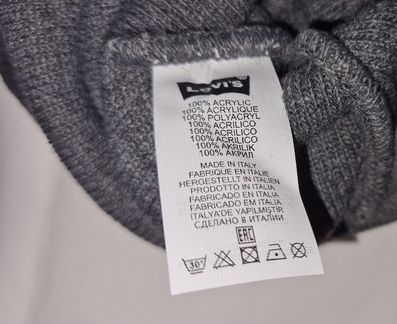 Levi's®
100% ACRYLIC
100% ACRYLIQUE
100% POLYACRYL
100% ACRILICO
100% ACRILICO
100% ACRILICO
100% AKRILIK
100% АКРИЛ
MADE IN ITALY
FABRIQUE EN ITALIE
HERGESTELLT IN ITALIEN
PRODOTTO IN ITALIA
FABRICADO EN ITALIA
FABRICADO EM ITALIA
ITALYA'DE YAPILMIŞTIR
СДЕЛАНО В ИТАЛИИ
EAC
30°